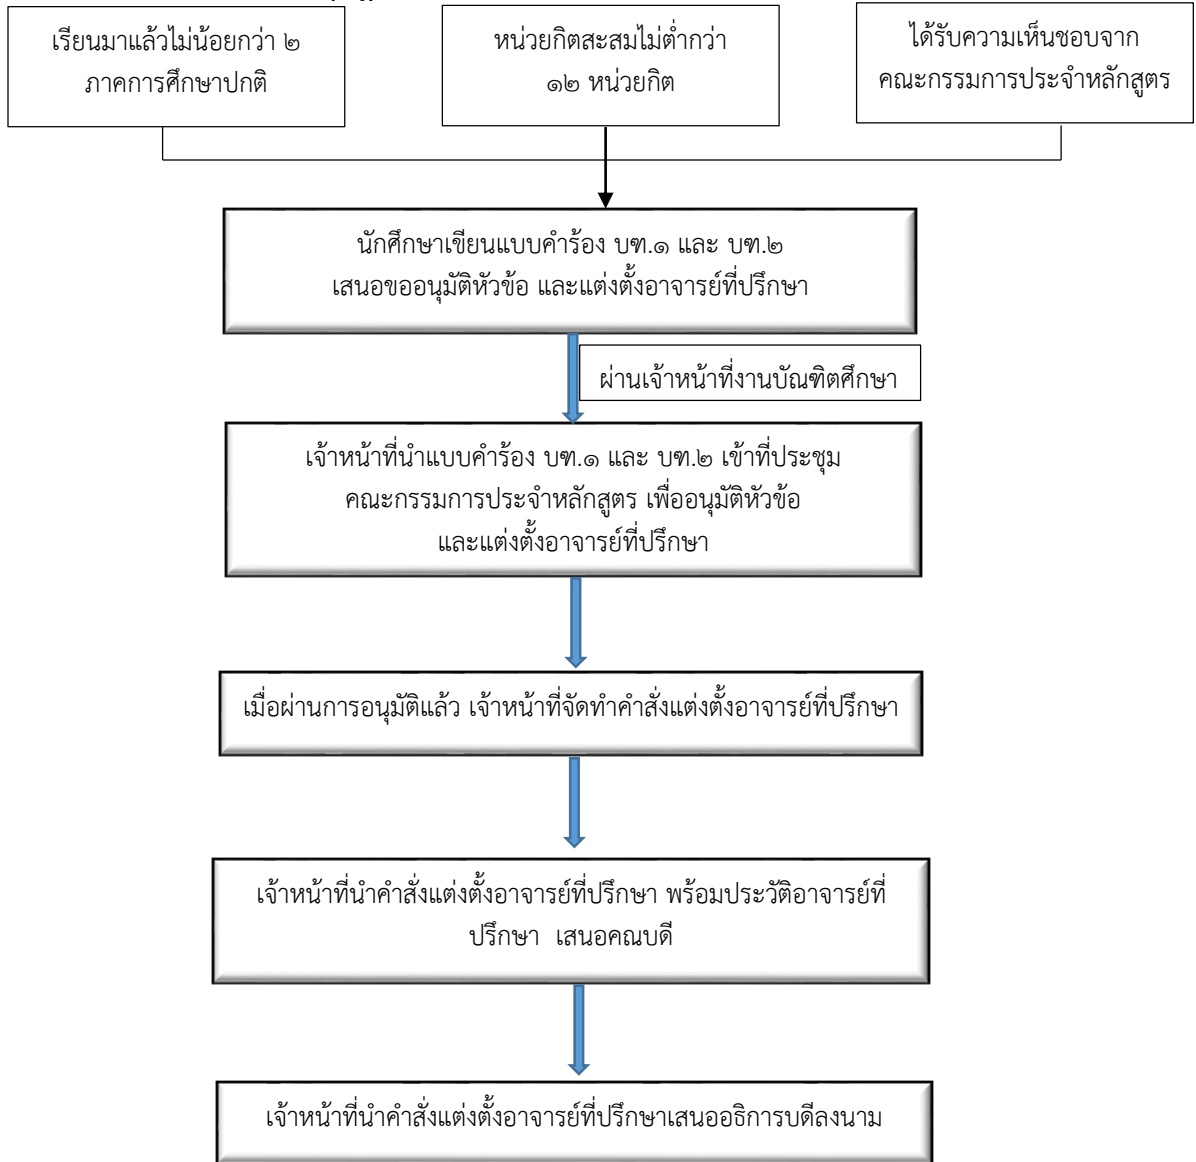 เรียนมาแล้วไม่น้อยกว่า ๒
ภาคการศึกษาปกติ
หน่วยกิตสะสมไม่ต่ำกว่า
๑๒ หน่วยกิต
ได้รับความเห็นชอบจาก
คณะกรรมการประจำหลักสูตร
นักศึกษาเขียนแบบคำร้อง บฑ.๑ และ บฑ.๒
เสนอขออนุมัติหัวข้อ และแต่งตั้งอาจารย์ที่ปรึกษา
ผ่านเจ้าหน้าที่งานบัณฑิตศึกษา
เจ้าหน้าที่นำแบบคำร้อง บฑ.๑ และ บฑ.๒ เข้าที่ประชุม
คณะกรรมการประจำหลักสูตร เพื่ออนุมัติหัวข้อ
และแต่งตั้งอาจารย์ที่ปรึกษา
เมื่อผ่านการอนุมัติแล้ว เจ้าหน้าที่จัดทำคำสั่งแต่งตั้งอาจารย์ที่ปรึกษา
เจ้าหน้าที่นำคำสั่งแต่งตั้งอาจารย์ที่ปรึกษา พร้อมประวัติอาจารย์ที่
ปรึกษา เสนอคณบดี
เจ้าหน้าที่นำคำสั่งแต่งตั้งอาจารย์ที่ปรึกษาเสนออธิการบดีลงนาม